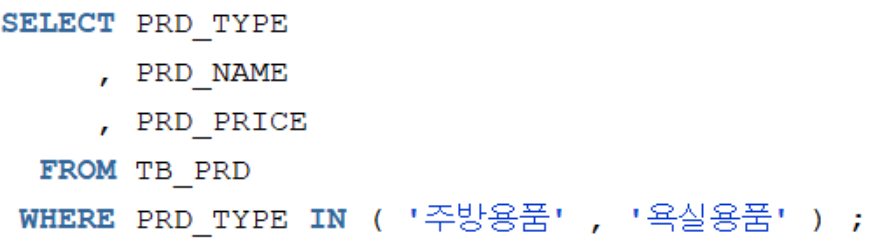 SELECT PRD_TYPE
, PRD_NAME
, PRD_PRICE
FROM TB_PRD
WHERE PRD_TYPE IN ( '주방용품' , '욕실용품' ) ;